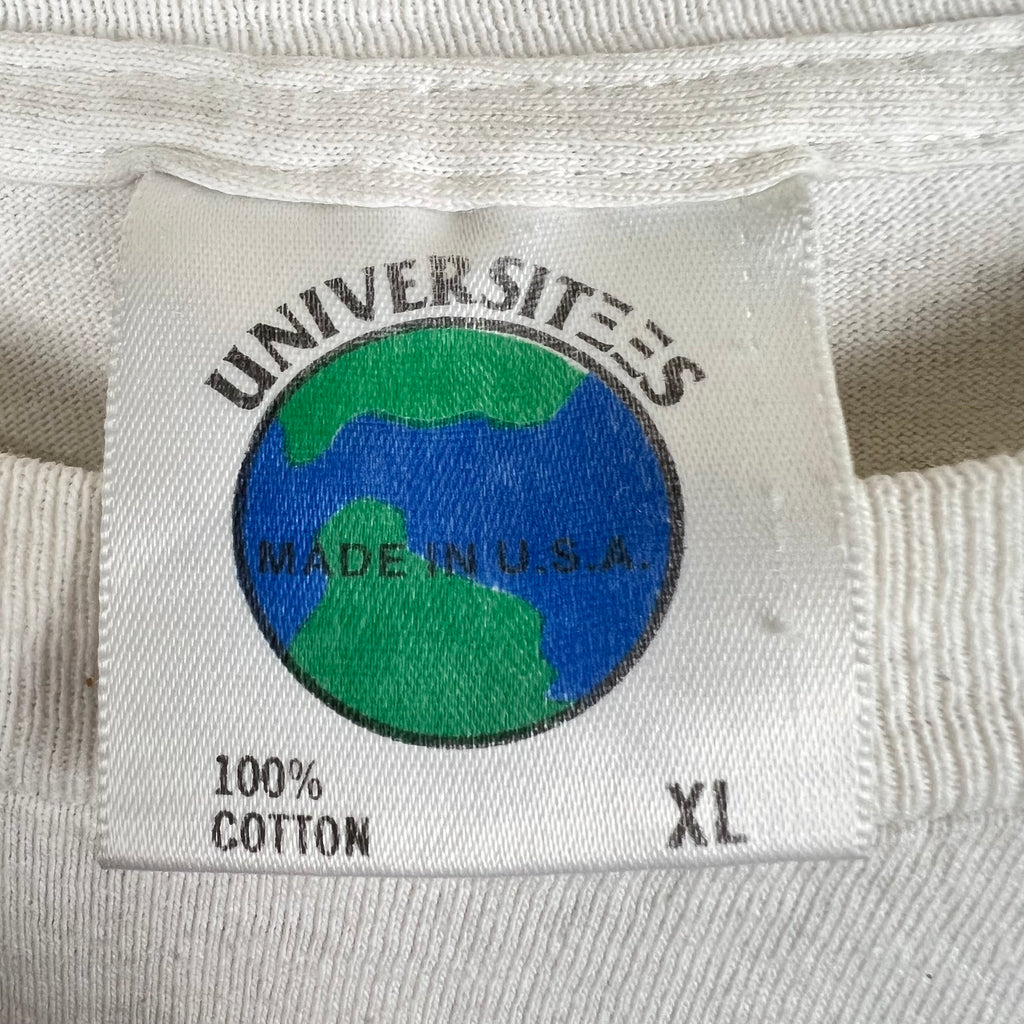 UNIVERSITEES
MADE IN U.S.A.
100%
COTTON
XL